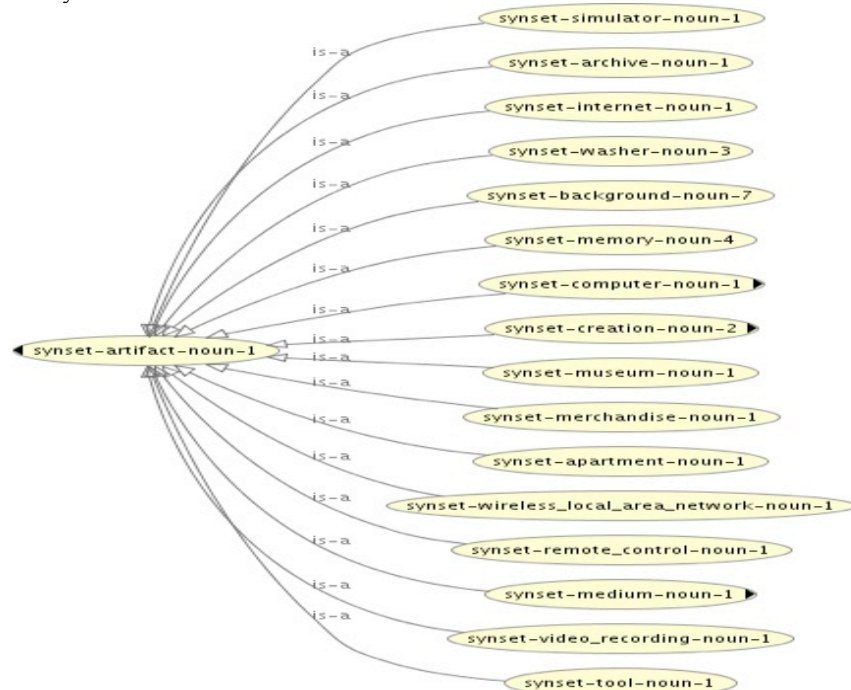 synset-simulator-noun-1
is-a
synset-archive-noun-1
is-a
synset-internet-noun-1
is-a
synset-washer-noun-3
is-a
synset-background-noun-7
is-a
synset-memory-noun-4
is-a
synset-computer-noun-1
is-a
synset-creation-noun-2
is-a
synset-artifact-noun-1
is-a
synset-museum-noun-1
is-a
synset-merchandise-noun-1
is-a
synset-apartment-noun-1
is-a
synset-wireless_local_area_network-noun-1
is-a
synset-remote_control-noun-1
is-a
synset-medium-noun-1
is-a
synset-video_recording-noun-1
is-a
synset-tool-noun-1